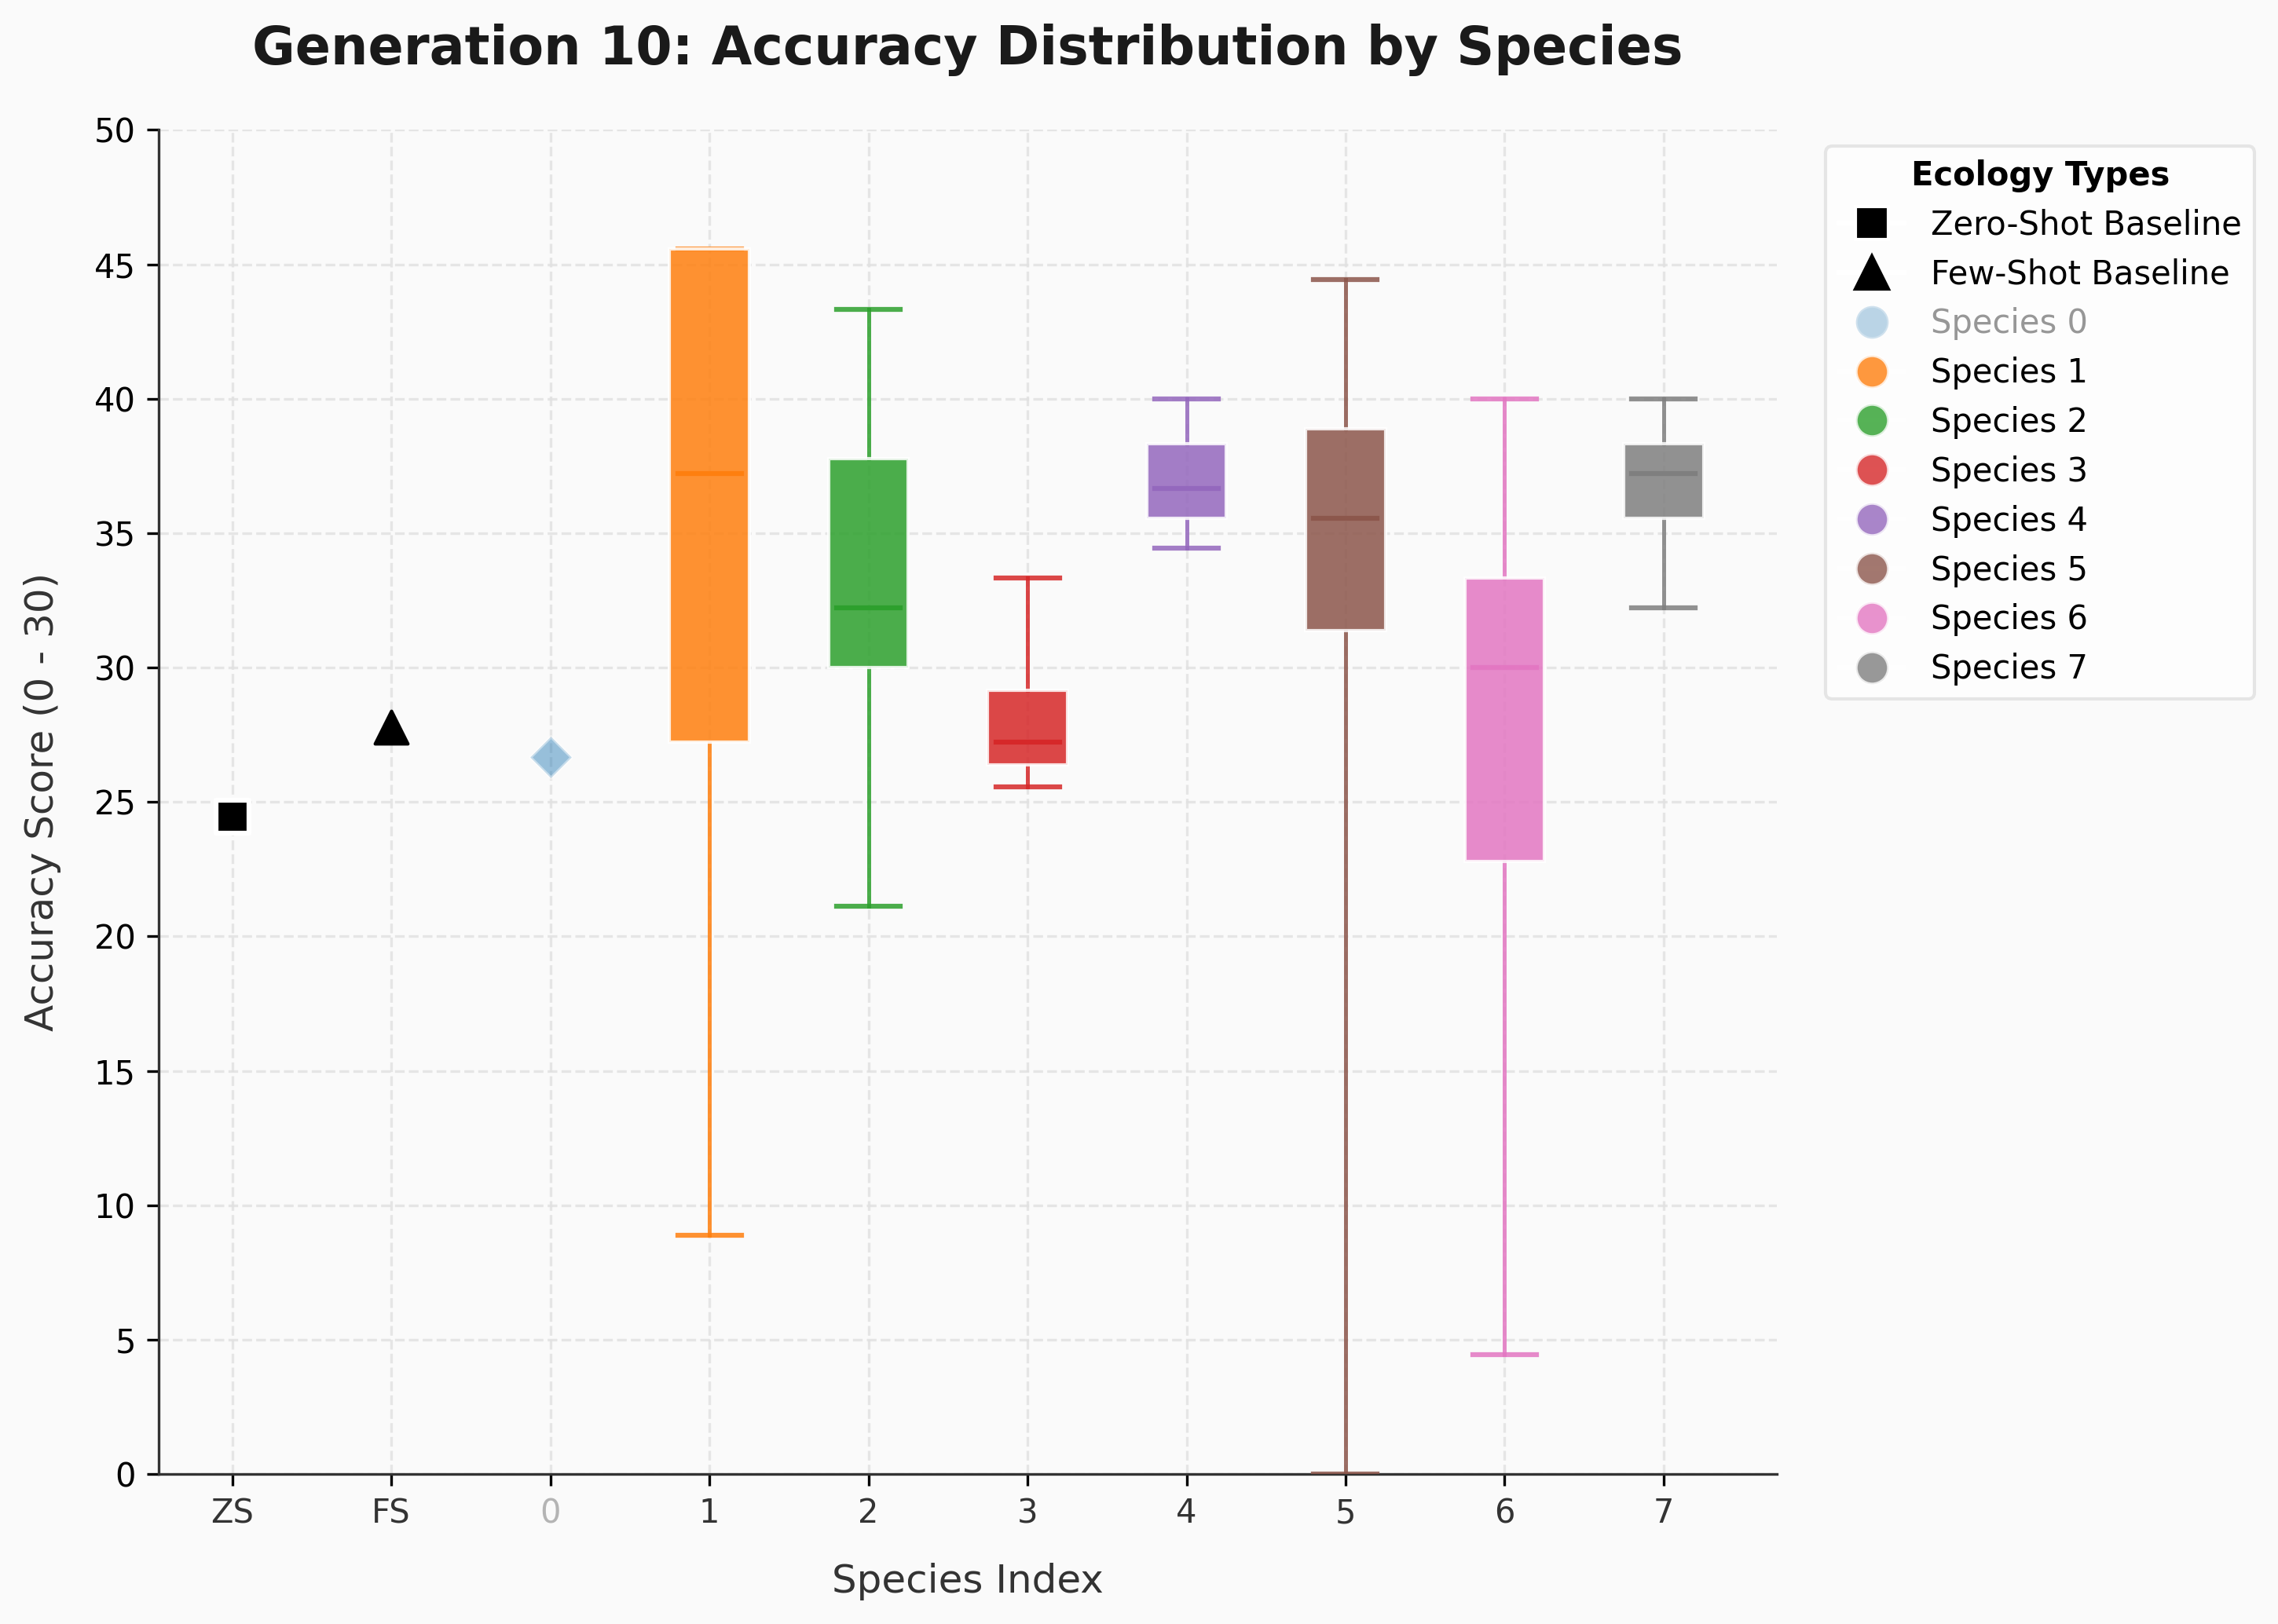 Generation 10: Accuracy Distribution by Species
50
45
40
35
30
25
20
15
10
5
0
Accuracy Score (0 - 30)
ZS FS 0 1 2 3 4 5 6 7
Species Index
Ecology Types
Zero-Shot Baseline
Few-Shot Baseline
Species 0
Species 1
Species 2
Species 3
Species 4
Species 5
Species 6
Species 7